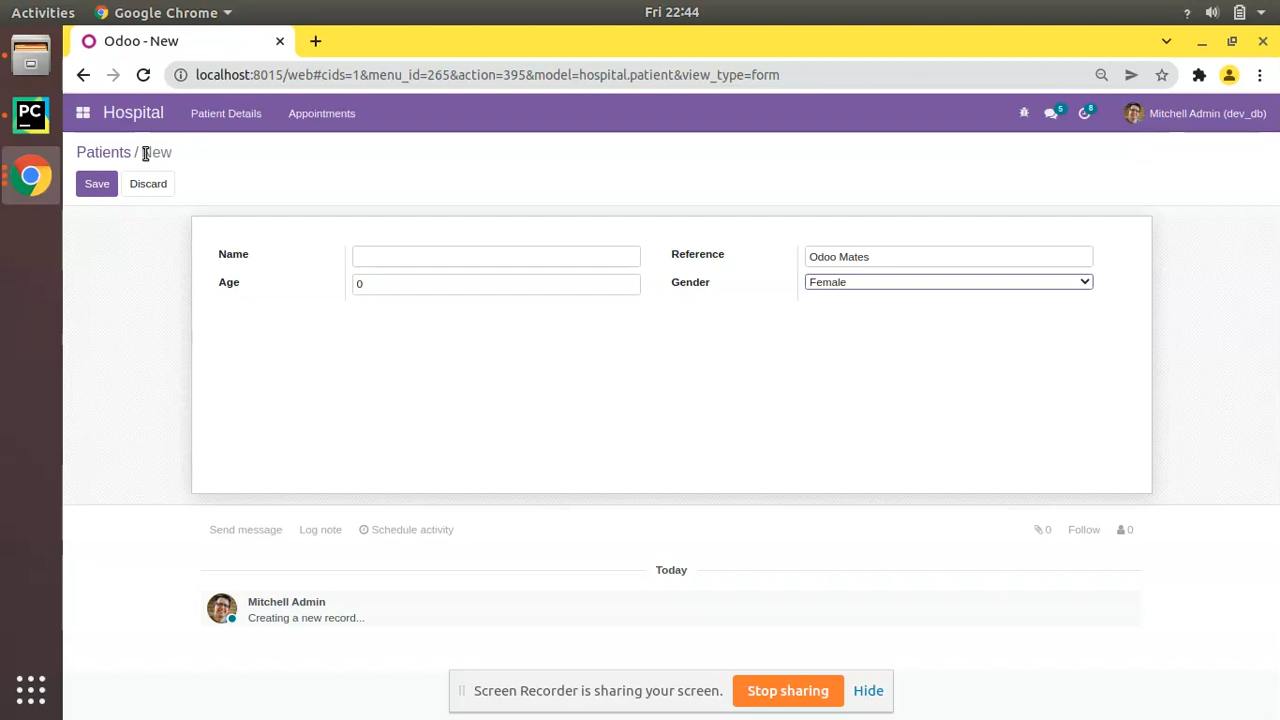 Activities Google Chrome Fri 22:44 ?
Odoo - New
localhost:8015/web#cids=1&menu_id=265&action=395&model=hospital.patient&view_type=form
PC
Hospital Patient Details Appointments 5 8 Mitchell Admin (dev_db)
Patients / New
Save Discard
Name Reference Odoo Mates
Age 0 Gender Female
Send message Log note Schedule activity 0 Follow 0
Today
Mitchell Admin
Creating a new record...
Screen Recorder is sharing your screen. Stop sharing Hide